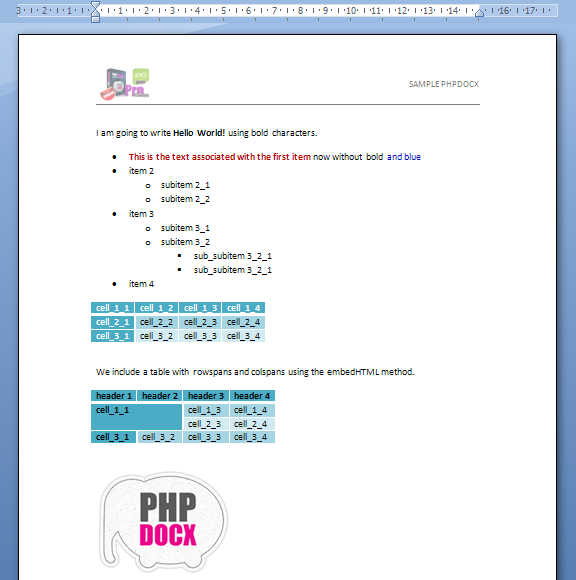 3 · 2 · 1 · 1 · 2 · 3 · 4 · 5 · 6 · 7 · 8 · 9 · 10 · 11 · 12 · 13 · 14 · 16 · 17
PRO
Pro
SAMPLE PHPDOCX
I am going to write Hello World! using bold characters.
• This is the text associated with the first item now without bold and blue
• item 2
o subitem 2_1
o subitem 2_2
• item 3
o subitem 3_1
o subitem 3_2
▪ sub_subitem 3_2_1
▪ sub_subitem 3_2_1
• item 4
cell_1_1 cell_1_2 cell_1_3 cell_1_4
cell_2_1 cell_2_2 cell_2_3 cell_2_4
cell_3_1 cell_3_2 cell_3_3 cell_3_4
We include a table with rowspans and colspans using the embedHTML method.
header 1 header 2 header 3 header 4
cell_1_1 cell_1_3 cell_1_4
cell_2_3 cell_2_4
cell_3_1 cell_3_2 cell_3_3 cell_3_4
PHP
DOCX